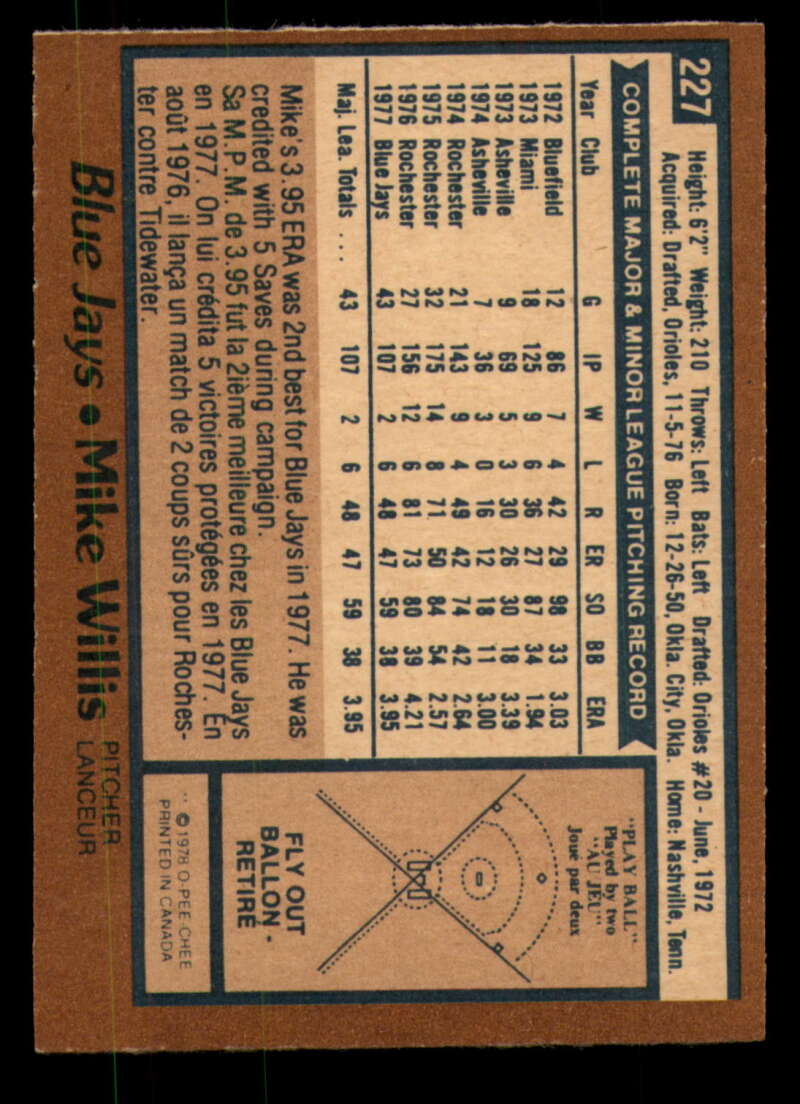 227
Height: 6'2" Weight: 210 Throws: Left Bats: Left Drafted: Orioles #20 - June, 1972
Acquired: Drafted, Orioles, 11-5-76 Born: 12-26-50, Okla. City, Okla. Home: Nashville, Tenn.
COMPLETE MAJOR & MINOR LEAGUE PITCHING RECORD
Year Club G IP W L R ER SO BB ERA
1972 Bluefield 12 86 7 4 42 29 98 33 3.03
1973 Miami 18 125 9 6 36 27 87 34 1.94
1973 Asheville 9 69 5 3 30 26 30 18 3.39
1974 Asheville 7 36 3 0 16 12 18 11 3.00
1974 Rochester 21 143 9 4 49 42 74 42 2.64
1975 Rochester 32 175 14 8 71 50 84 54 2.57
1976 Rochester 27 156 12 6 81 73 80 39 4.21
1977 Blue Jays 43 107 2 6 48 47 59 38 3.95
Maj. Lea. Totals .... 43 107 2 6 48 47 59 38 3.95
Mike's 3.95 ERA was 2nd best for Blue Jays in 1977. He was
credited with 5 Saves during campaign.
Sa M.P.M. de 3.95 fut la 2ième meilleure chez les Blue Jays
en 1977. On lui crédita 5 victoires protégées en 1977. En
août 1976, il lança un match de 2 coups sûrs pour Roches-
ter contre Tidewater.
"PLAY BALL"
Played by two
"AU JEU"
Joué par deux
FLY OUT
BALLON -
RETIRÉ
** ©1978 O-PEE-CHEE
PRINTED IN CANADA
Blue Jays • Mike Willis PITCHER
LANCEUR